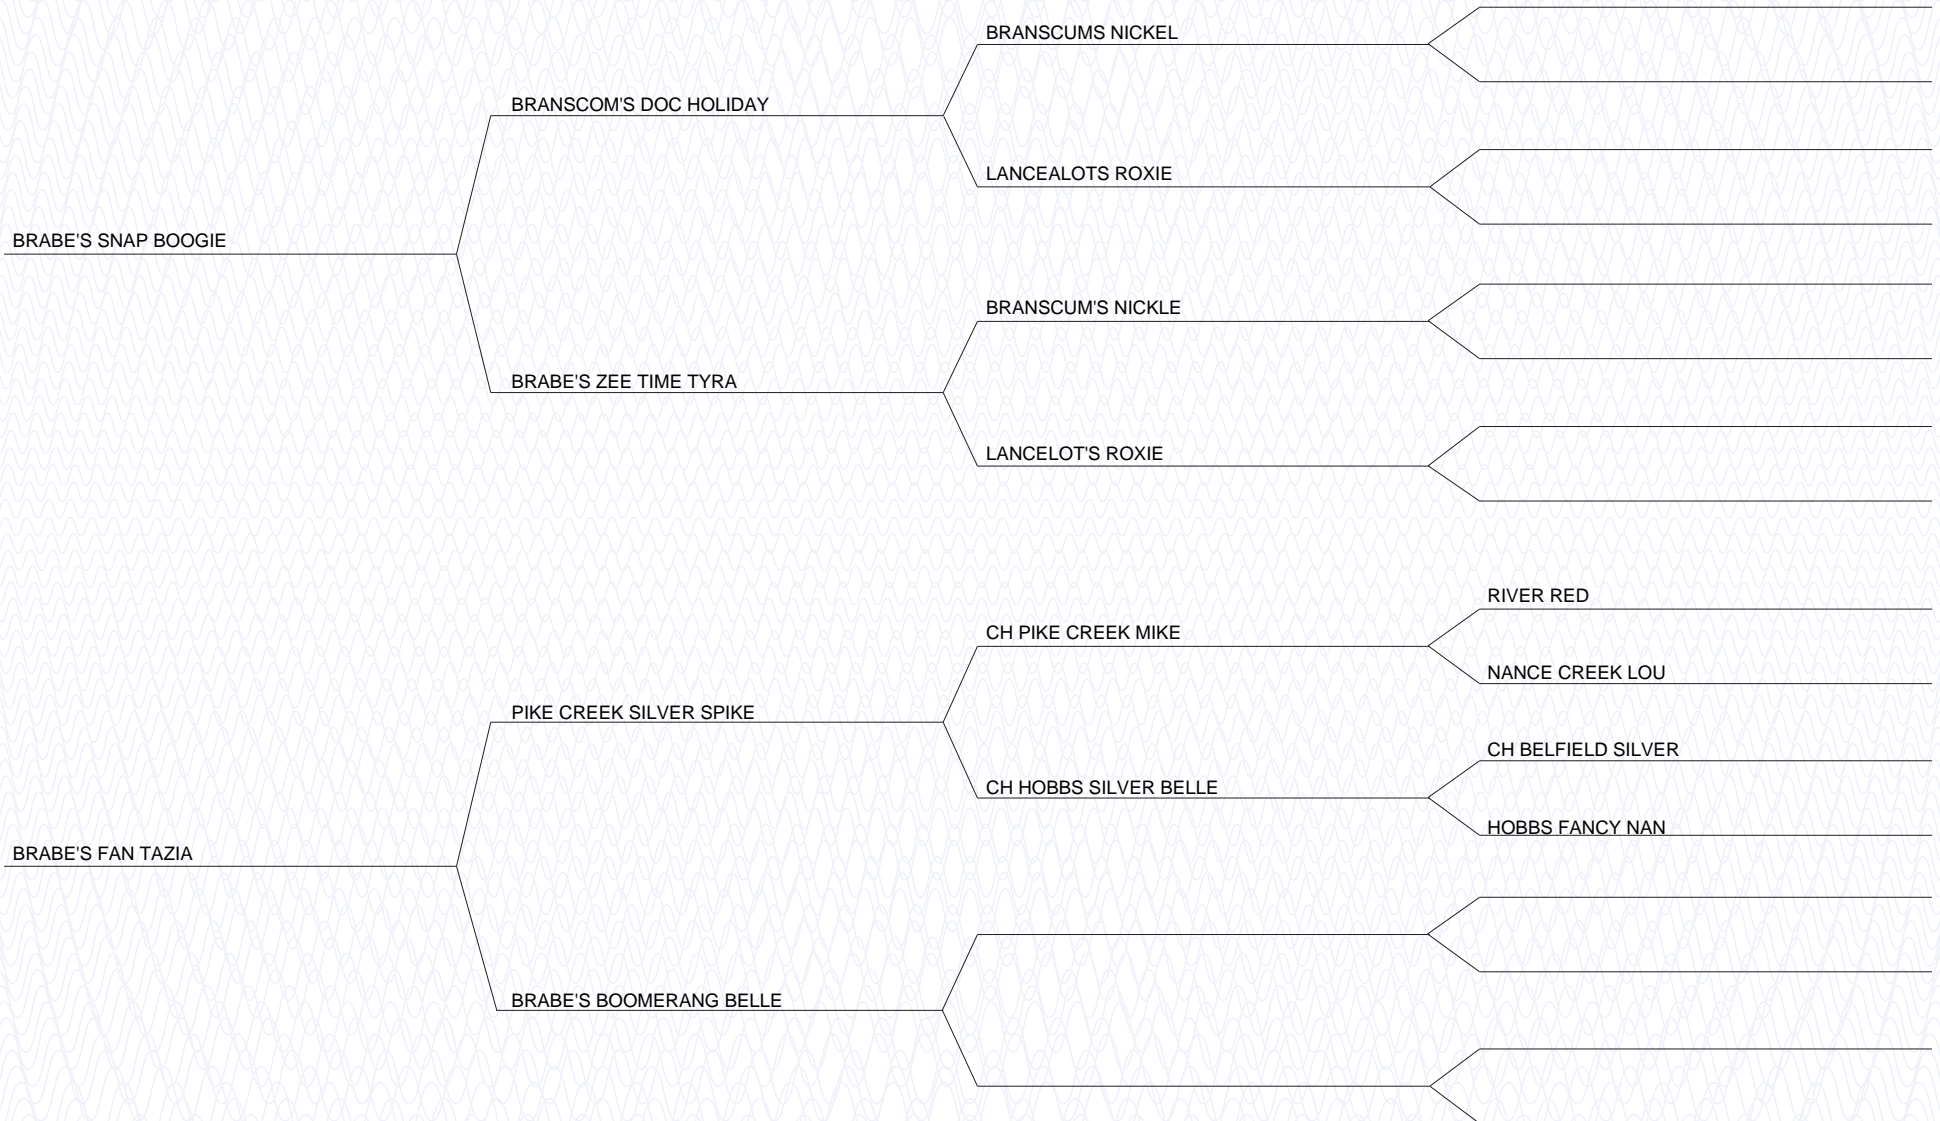 BRANSCUMS NICKEL
BRANSCOM'S DOC HOLIDAY
LANCEALOTS ROXIE
BRABE'S SNAP BOOGIE
BRANSCUM'S NICKLE
BRABE'S ZEE TIME TYRA
LANCELOT'S ROXIE
RIVER RED
CH PIKE CREEK MIKE
NANCE CREEK LOU
PIKE CREEK SILVER SPIKE
CH BELFIELD SILVER
CH HOBBS SILVER BELLE
HOBBS FANCY NAN
BRABE'S FAN TAZIA
BRABE'S BOOMERANG BELLE